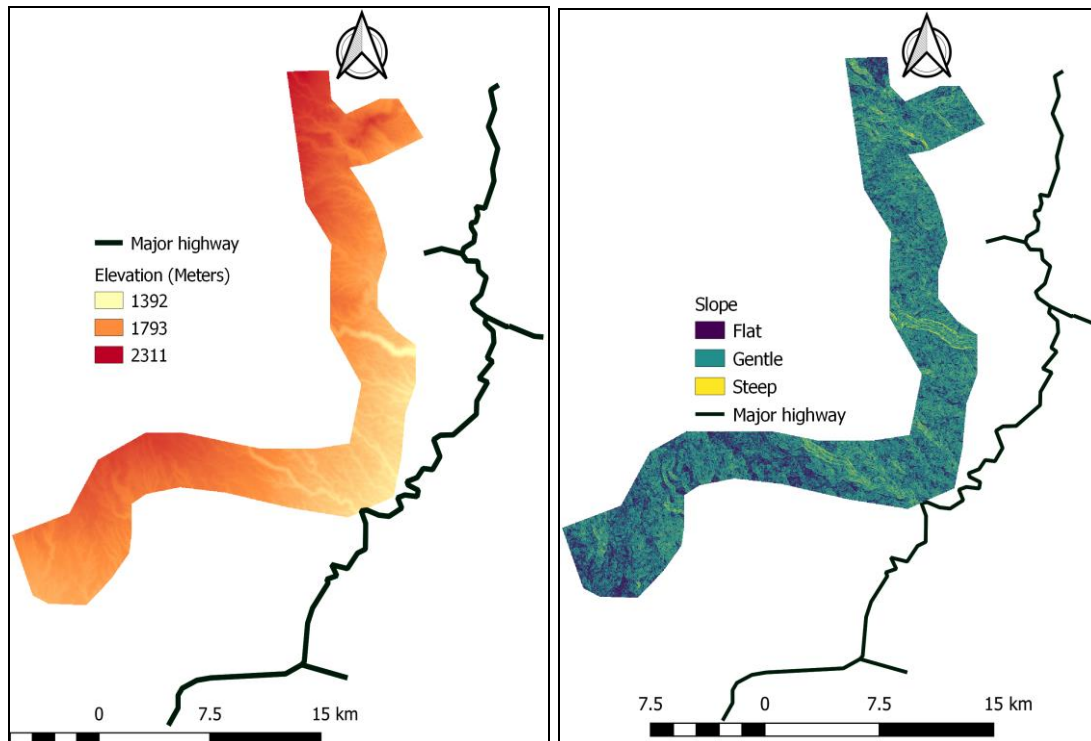 Major highway
Elevation (Meters)
1392
1793
2311
0 7.5 15 km
Slope
Flat
Gentle
Steep
Major highway
7.5 0 7.5 15 km